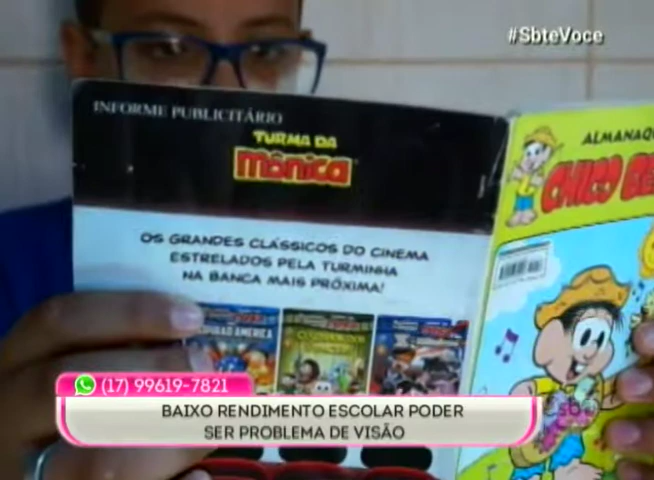 #SbteVoce
INFORME PUBLICITÁRIO
TURMA DA
MÔNICA
OS GRANDES CLÁSSICOS DO CINEMA
ESTRELADOS PELA TURMINHA
NA BANCA MAIS PRÓXIMA!
ALMANAQU
CHICO BE
(17) 99619-7821
BAIXO RENDIMENTO ESCOLAR PODER
SER PROBLEMA DE VISÃO